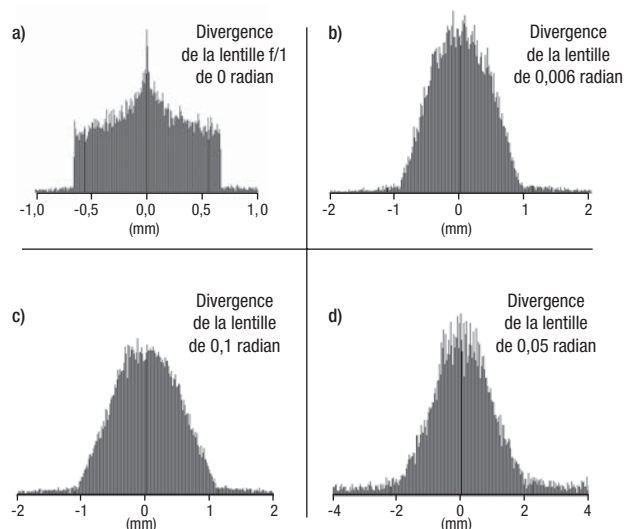 a)
Divergence
de la lentille f/1
de 0 radian
-1,0 -0,5 0,0 0,5 1,0
(mm)
b)
Divergence
de la lentille
de 0,006 radian
-2 -1 0 1 2
(mm)
c)
Divergence
de la lentille
de 0,1 radian
-2 -1 0 1 2
(mm)
d)
Divergence
de la lentille
de 0,05 radian
-4 -2 0 2 4
(mm)